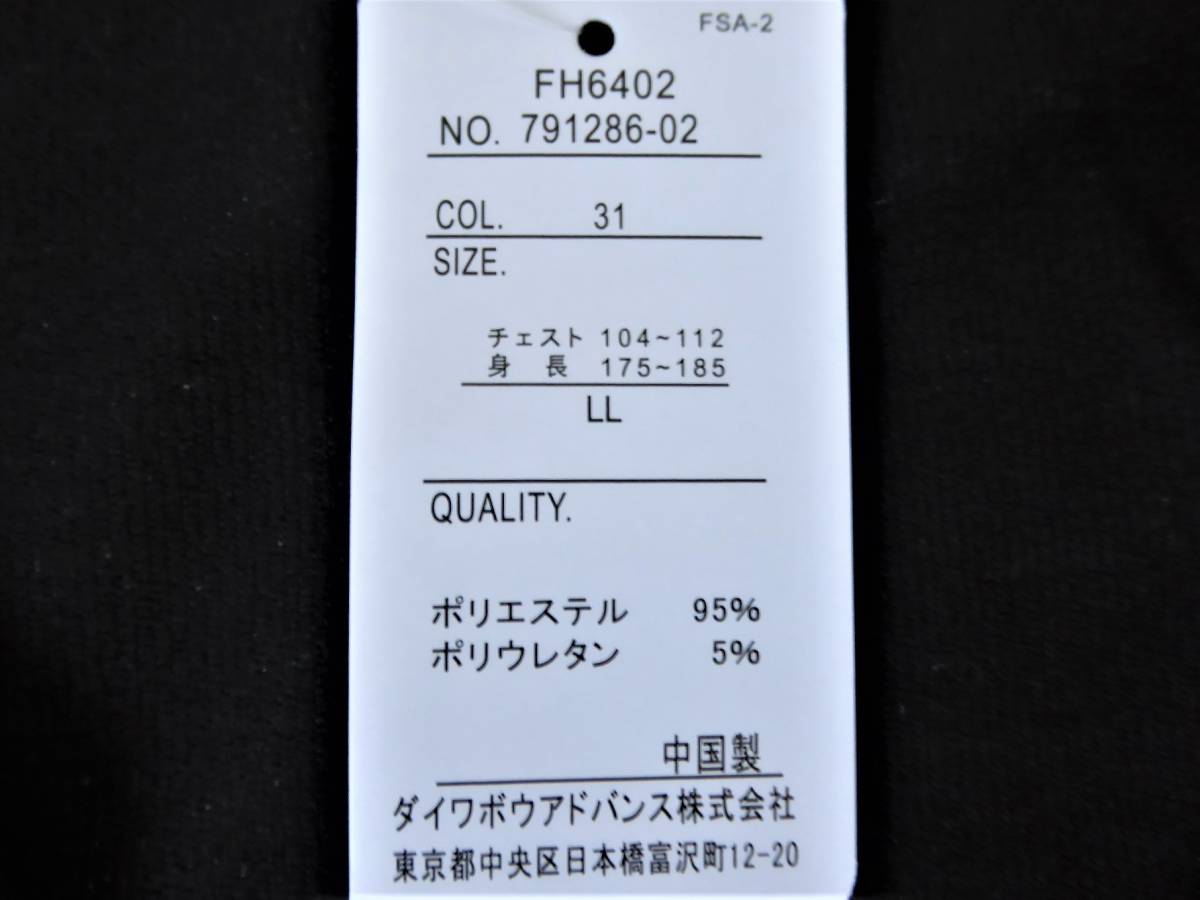 FSA-2
FH6402
NO. 791286-02
COL. 31
SIZE.
チェスト 104~112
身 長 175~185
LL
QUALITY.
ポリエステル 95%
ポリウレタン 5%
中国製
ダイワボウアドバンス株式会社
東京都中央区日本橋富沢町12-20